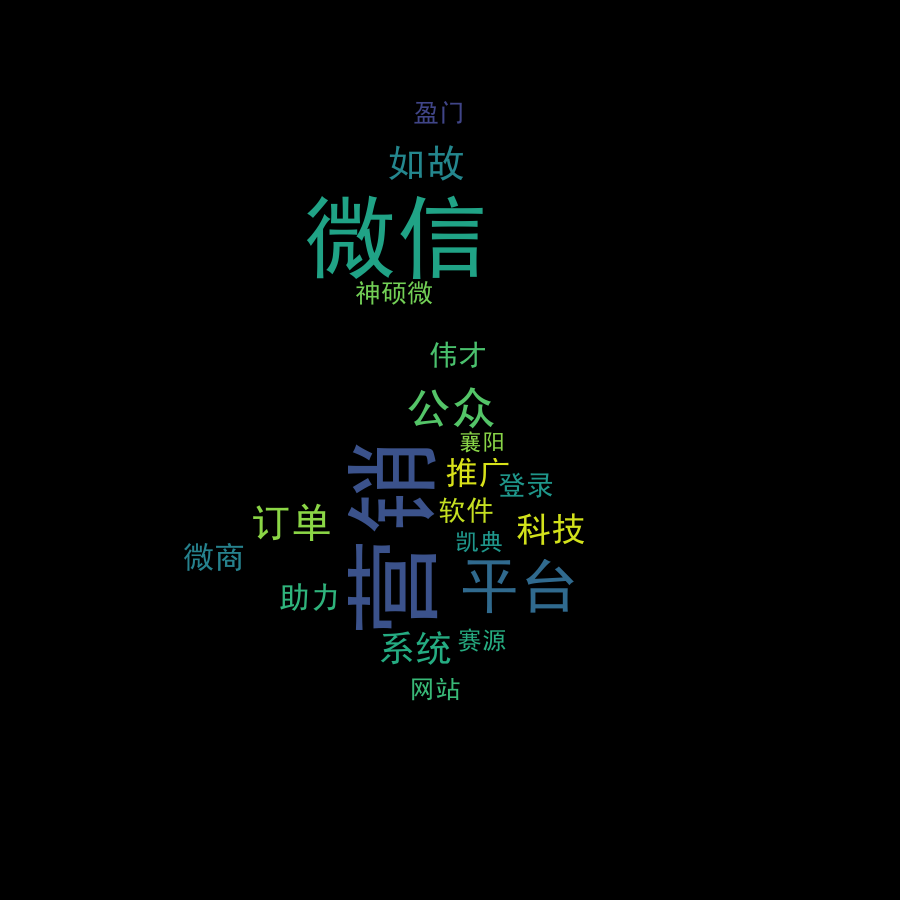 盈门
如故
微信
神硕微
伟才
公众
襄阳
推广
登录
营销
软件
订单
科技
凯典
微商
平台
助力
系统
赛源
网站